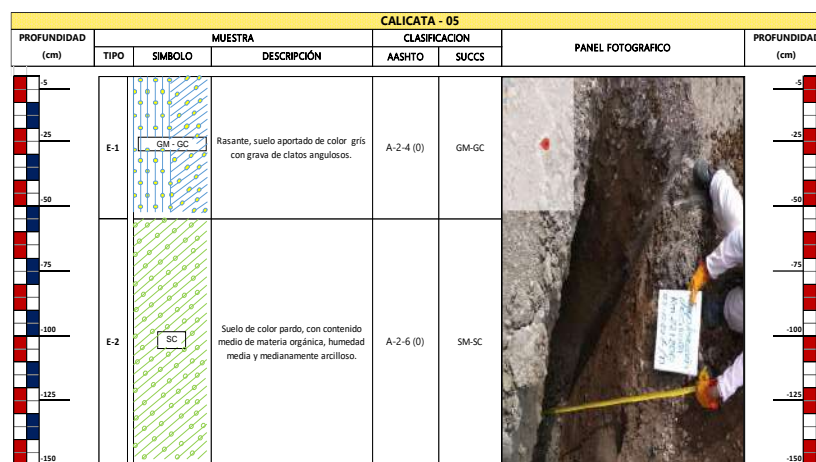 CALICATA - 05
PROFUNDIDAD (cm)
MUESTRA
CLASIFICACION
PANEL FOTOGRAFICO
PROFUNDIDAD (cm)
TIPO
SIMBOLO
DESCRIPCIÓN
AASHTO
SUCCS
-5
-25
-50
-75
-100
-125
-150
E-1
GM - GC
Rasante, suelo aportado de color gris
con grava de clatos angulosos.
A-2-4 (0)
GM-GC
E-2
SC
Suelo de color pardo, con contenido
medio de materia orgánica, humedad
media y medianamente arcilloso.
A-2-6 (0)
SM-SC
-5
-25
-50
-75
-100
-125
-150